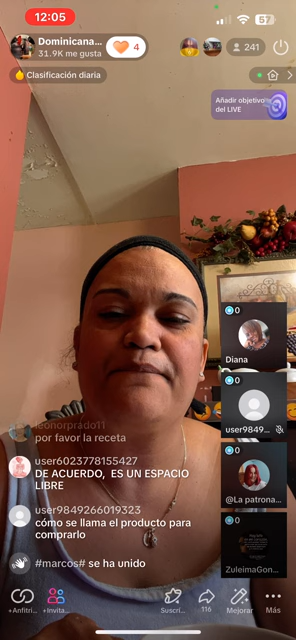 12:05
57
Dominicana...
31.9K me gusta
4
241
Clasificación diaria
Añadir objetivo
del LIVE
0
Diana
0
user9849...
0
@La patrona...
0
ZuleimaGon...
leonorprado11
por favor la receta
user6023778155427
DE ACUERDO, ES UN ESPACIO
LIBRE
user9849266019323
cómo se llama el producto para
comprarlo
#marcos# se ha unido
+Anfitri...
+Invita...
Suscri...
116
Mejorar
Más